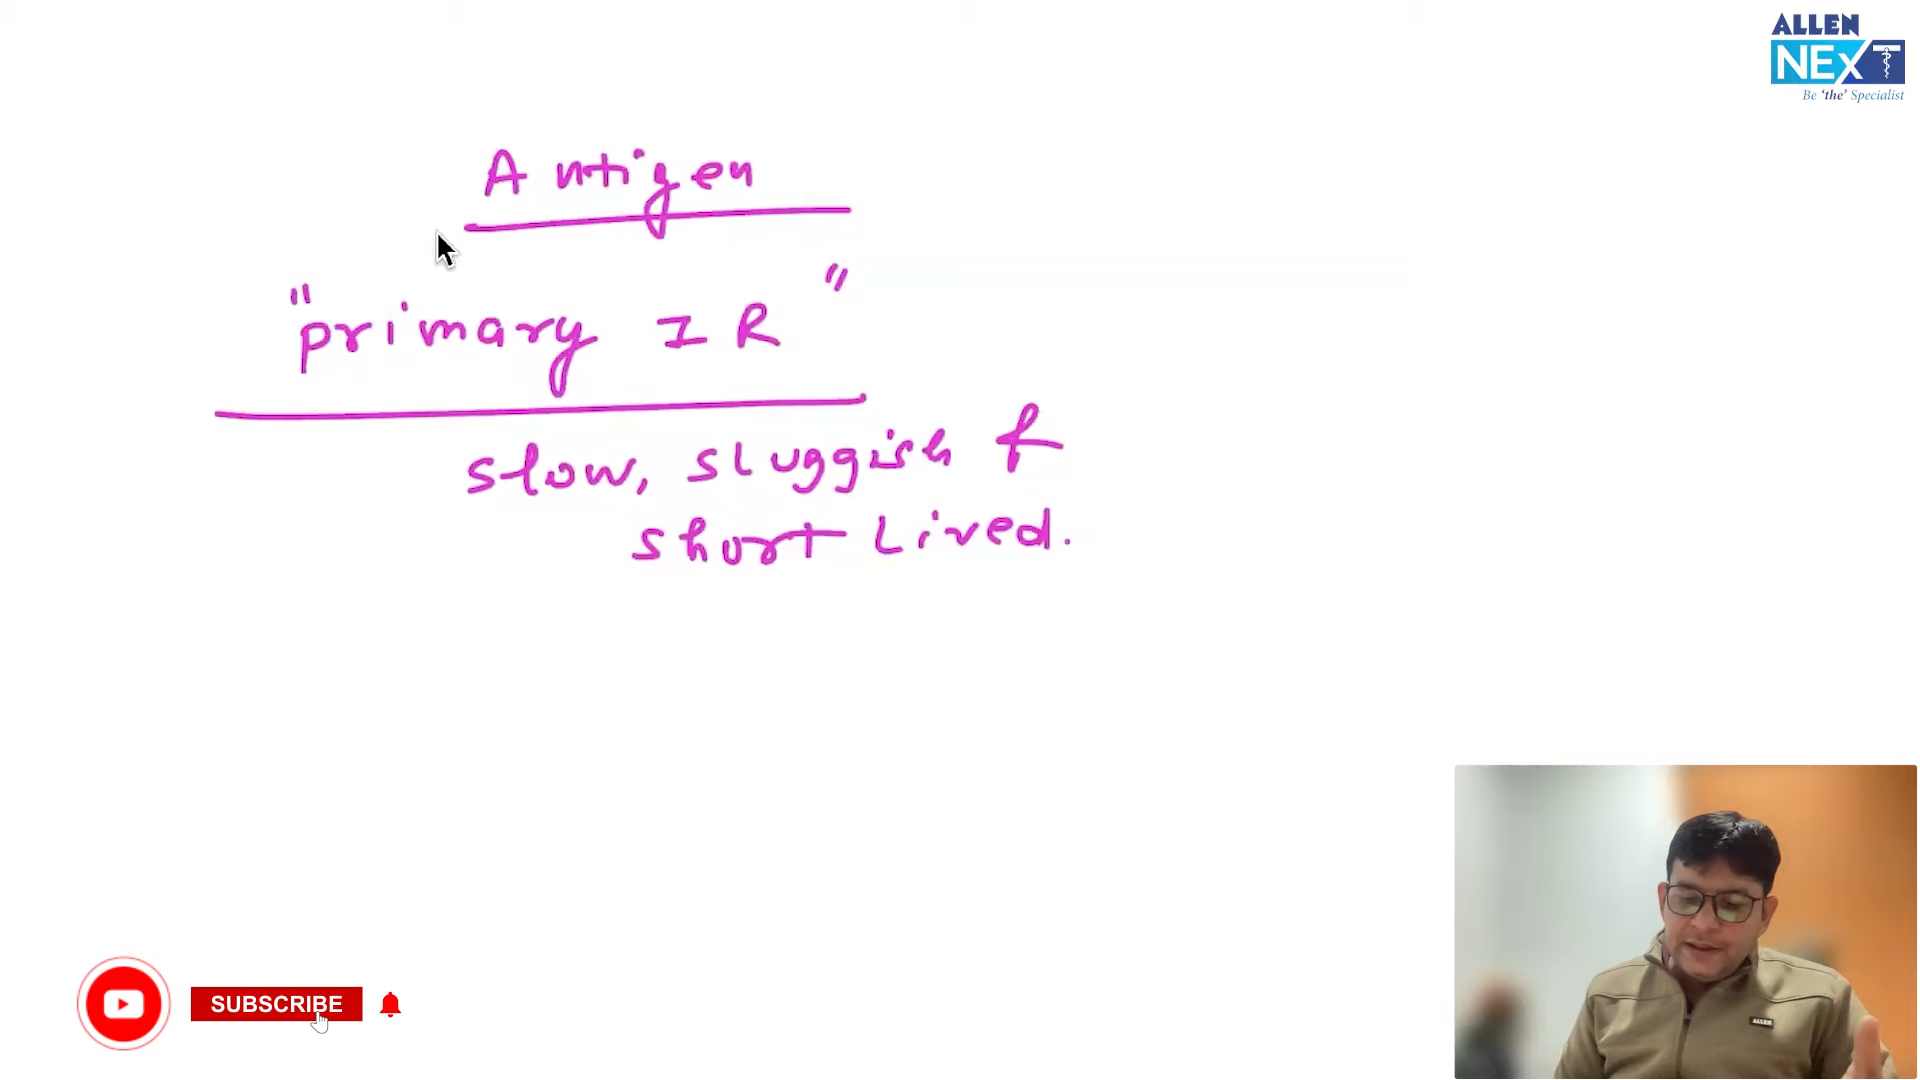 ALLEN
NEXT
Be 'the' Specialist
Antigen
"primary IR"
slow, sluggish &
short Lived.
SUBSCRIBE
ALLEN